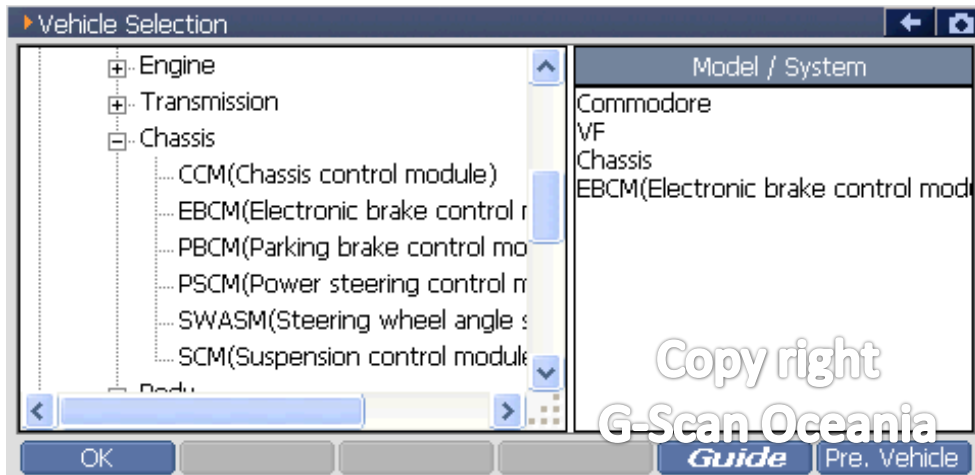 Vehicle Selection
Engine
Transmission
Chassis
CCM(Chassis control module)
EBCM(Electronic brake control
PBCM(Parking brake control mo
PSCM(Power steering control
SWASM(Steering wheel angle
SCM(Suspension control module
Body
Model / System
Commodore
VF
Chassis
EBCM(Electronic brake control mod
Copy right
G-Scan Oceania
OK
Guide
Pre. Vehicle